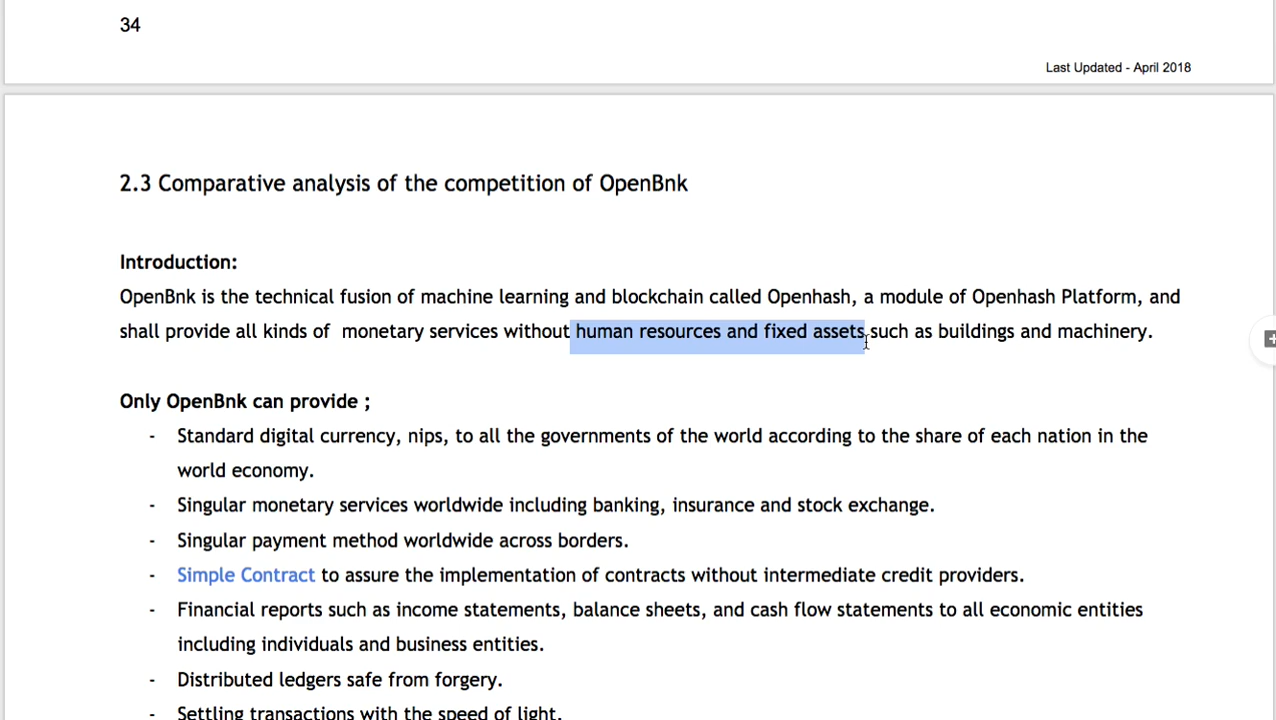 34
Last Updated - April 2018
2.3 Comparative analysis of the competition of OpenBnk
Introduction:
OpenBnk is the technical fusion of machine learning and blockchain called Openhash, a module of Openhash Platform, and
shall provide all kinds of  monetary services without human resources and fixed assets such as buildings and machinery.
Only OpenBnk can provide ;
- Standard digital currency, nips, to all the governments of the world according to the share of each nation in the
world economy.
- Singular monetary services worldwide including banking, insurance and stock exchange.
- Singular payment method worldwide across borders.
- Simple Contract to assure the implementation of contracts without intermediate credit providers.
- Financial reports such as income statements, balance sheets, and cash flow statements to all economic entities
including individuals and business entities.
- Distributed ledgers safe from forgery.
- Settling transactions with the speed of light.